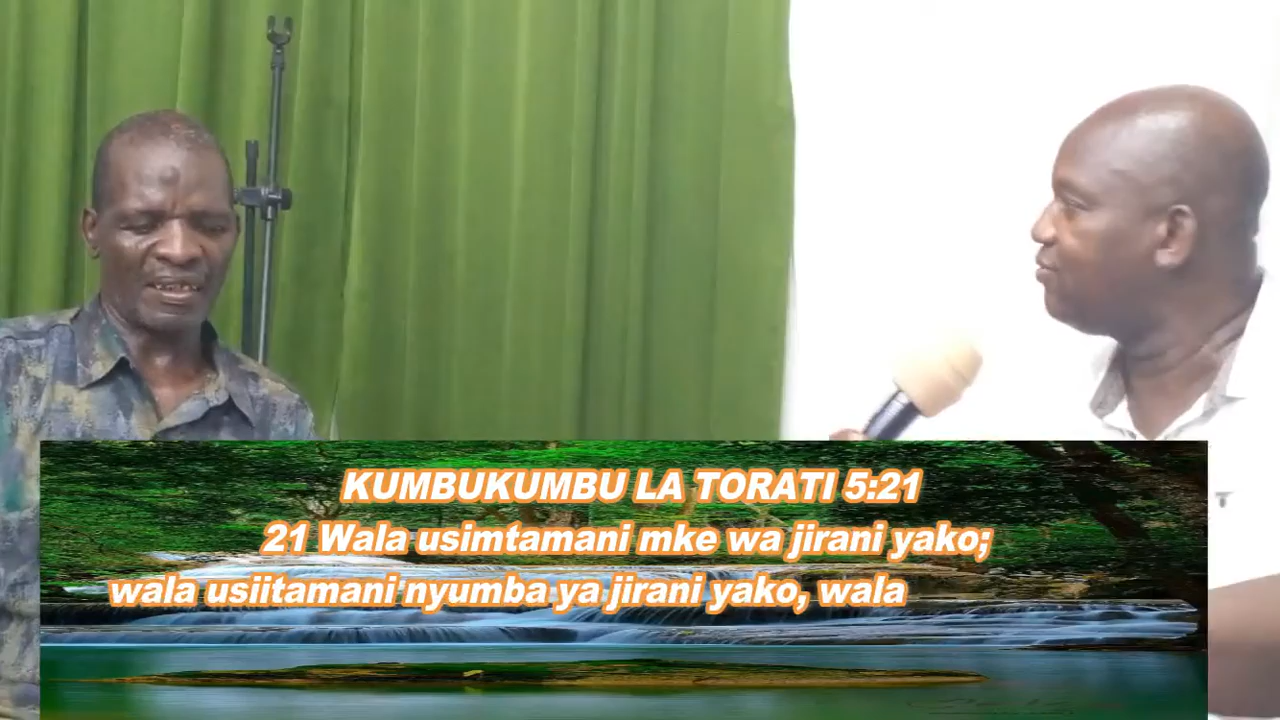 KUMBUKUMBU LA TORATI 5:21
21 Wala usimtamani mke wa jirani yako;
wala usiitamani nyumba ya jirani yako, wala